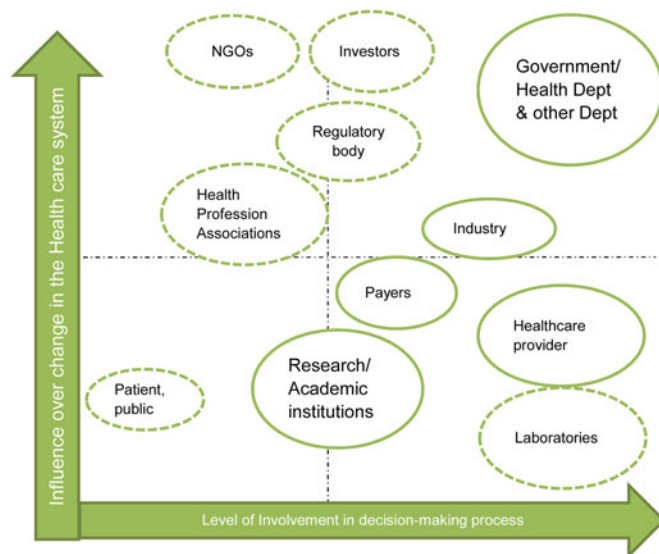 NGOs
Investors
Government/
Health Dept
& other Dept
Regulatory
body
Health
Profession
Associations
Industry
Payers
Healthcare
provider
Research/
Academic
institutions
Patient,
public
Laboratories
Influence over change in the Health care system
Level of Involvement in decision-making process